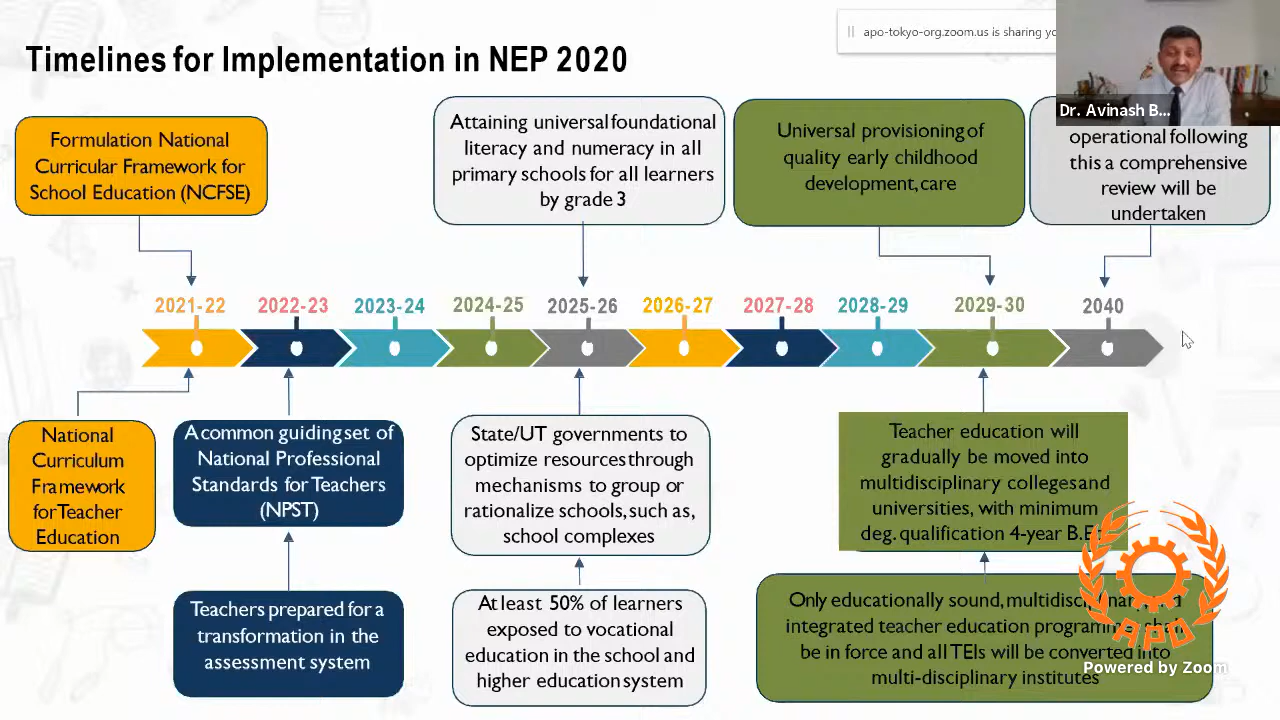 Timelines for Implementation in NEP 2020
apo-tokyo-org.zoom.us is sharing
Dr. Avinash B...
Formulation National
Curricular Framework for
School Education (NCFSE)
Attaining universal foundational
literacy and numeracy in all
primary schools for all learners
by grade 3
Universal provisioning of
quality early childhood
development, care
operational following
this a comprehensive
review will be
undertaken
2021-22 2022-23 2023-24 2024-25 2025-26 2026-27 2027-28 2028-29 2029-30 2040
National
Curriculum
Framework
for Teacher
Education
A common guiding set of
National Professional
Standards for Teachers
(NPST)
Teachers prepared for a
transformation in the
assessment system
State/UT governments to
optimize resources through
mechanisms to group or
rationalize schools, such as,
school complexes
At least 50% of learners
exposed to vocational
education in the school and
higher education system
Teacher education will
gradually be moved into
multidisciplinary colleges and
universities, with minimum
deg. qualification 4-year
Only educationally sound,
integrated teacher education
be in force and all TEIs will be converted into
multi-disciplinary institutes
APO
Powered by Zoom